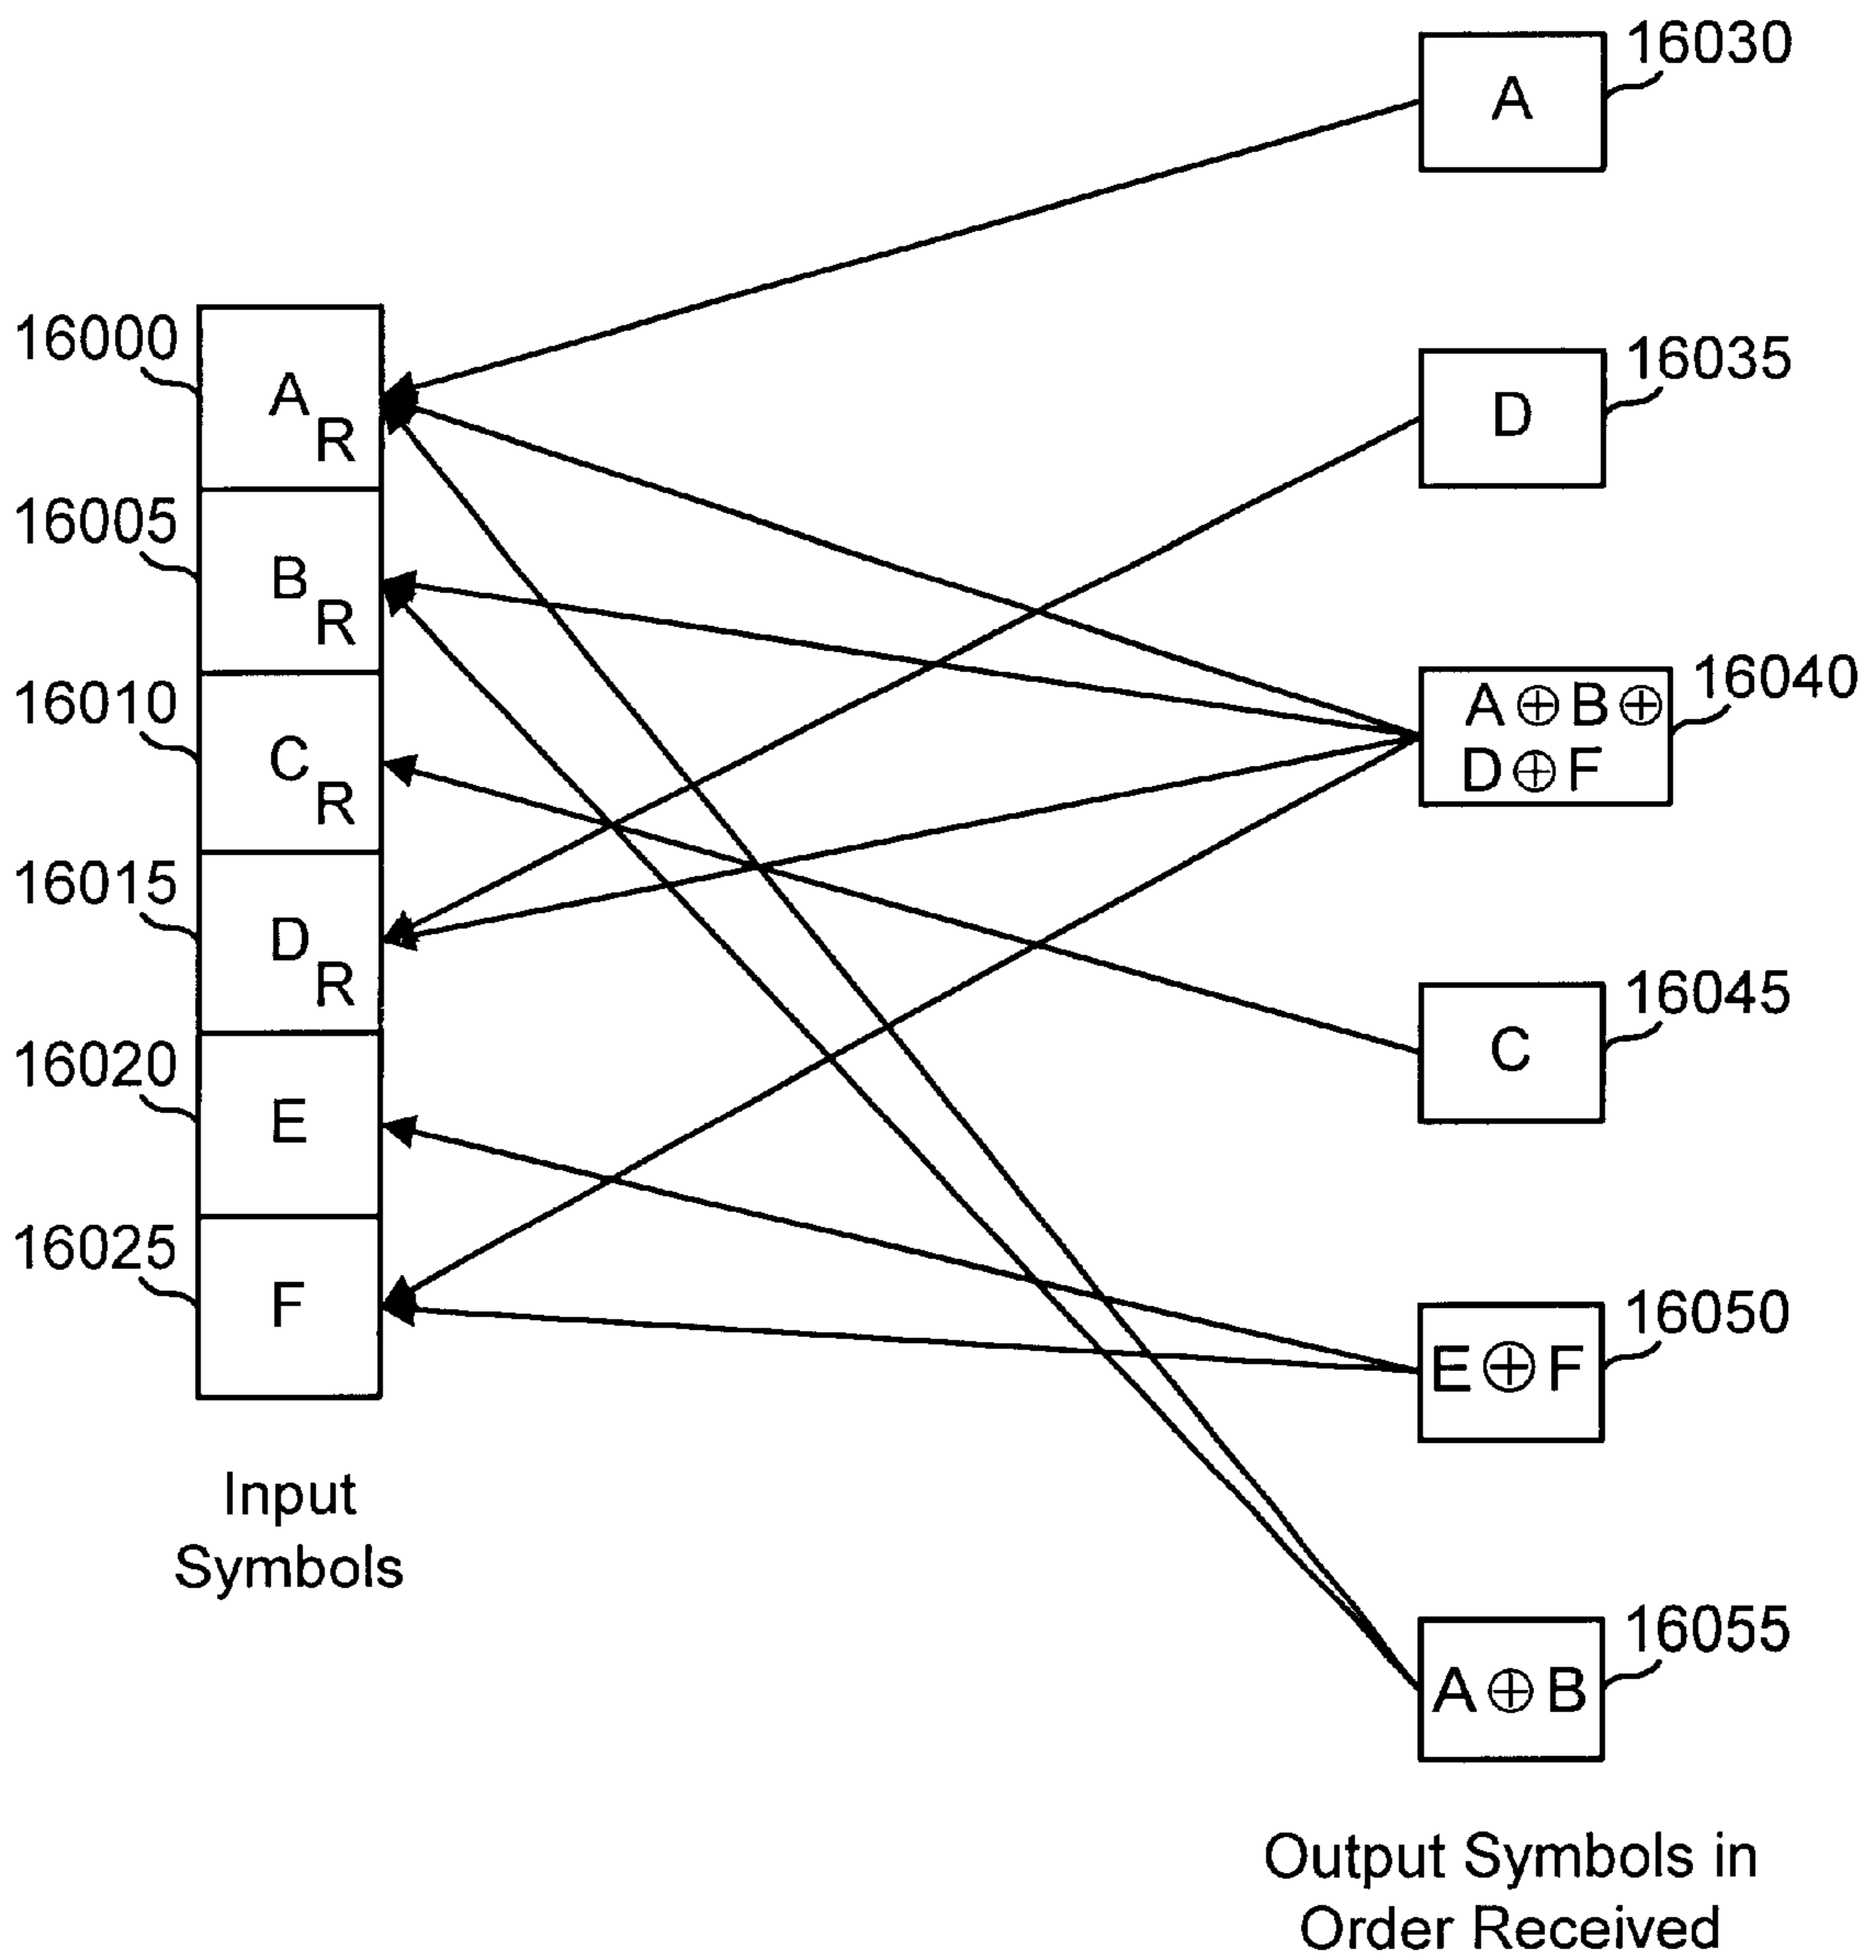 16030
A
16000
A
R
16035
D
16005
B
R
16040
A ⊕ B ⊕
D ⊕ F
16010
C
R
16015
D
R
16045
C
16020
E
16025
F
16050
E ⊕ F
Input
Symbols
16055
A ⊕ B
Output Symbols in
Order Received